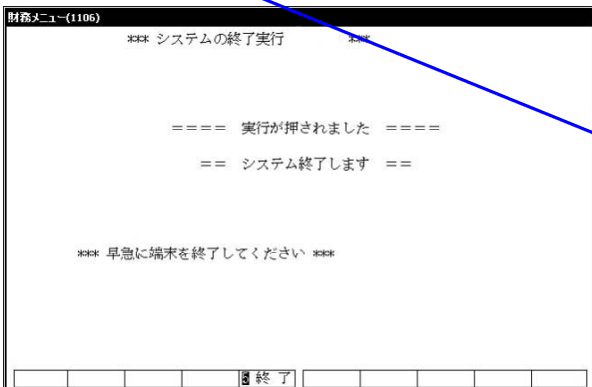 財務メニュー(1106)
*** システムの終了実行 ***
==== 実行が押されました ====
== システム終了します ==
*** 早急に端末を終了してください ***
5 終 了